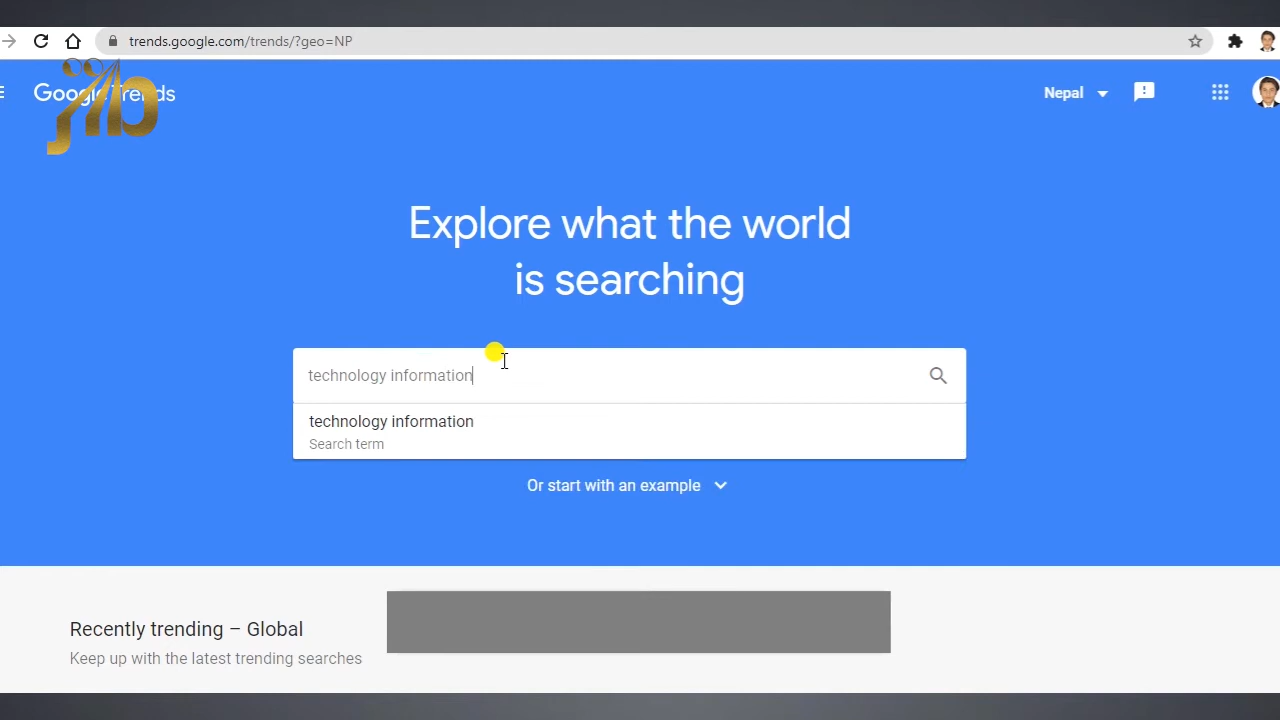 trends.google.com/trends/?geo=NP
Google Trends
Nepal
Explore what the world
is searching
technology information
technology information
Search term
Or start with an example
Recently trending – Global
Keep up with the latest trending searches